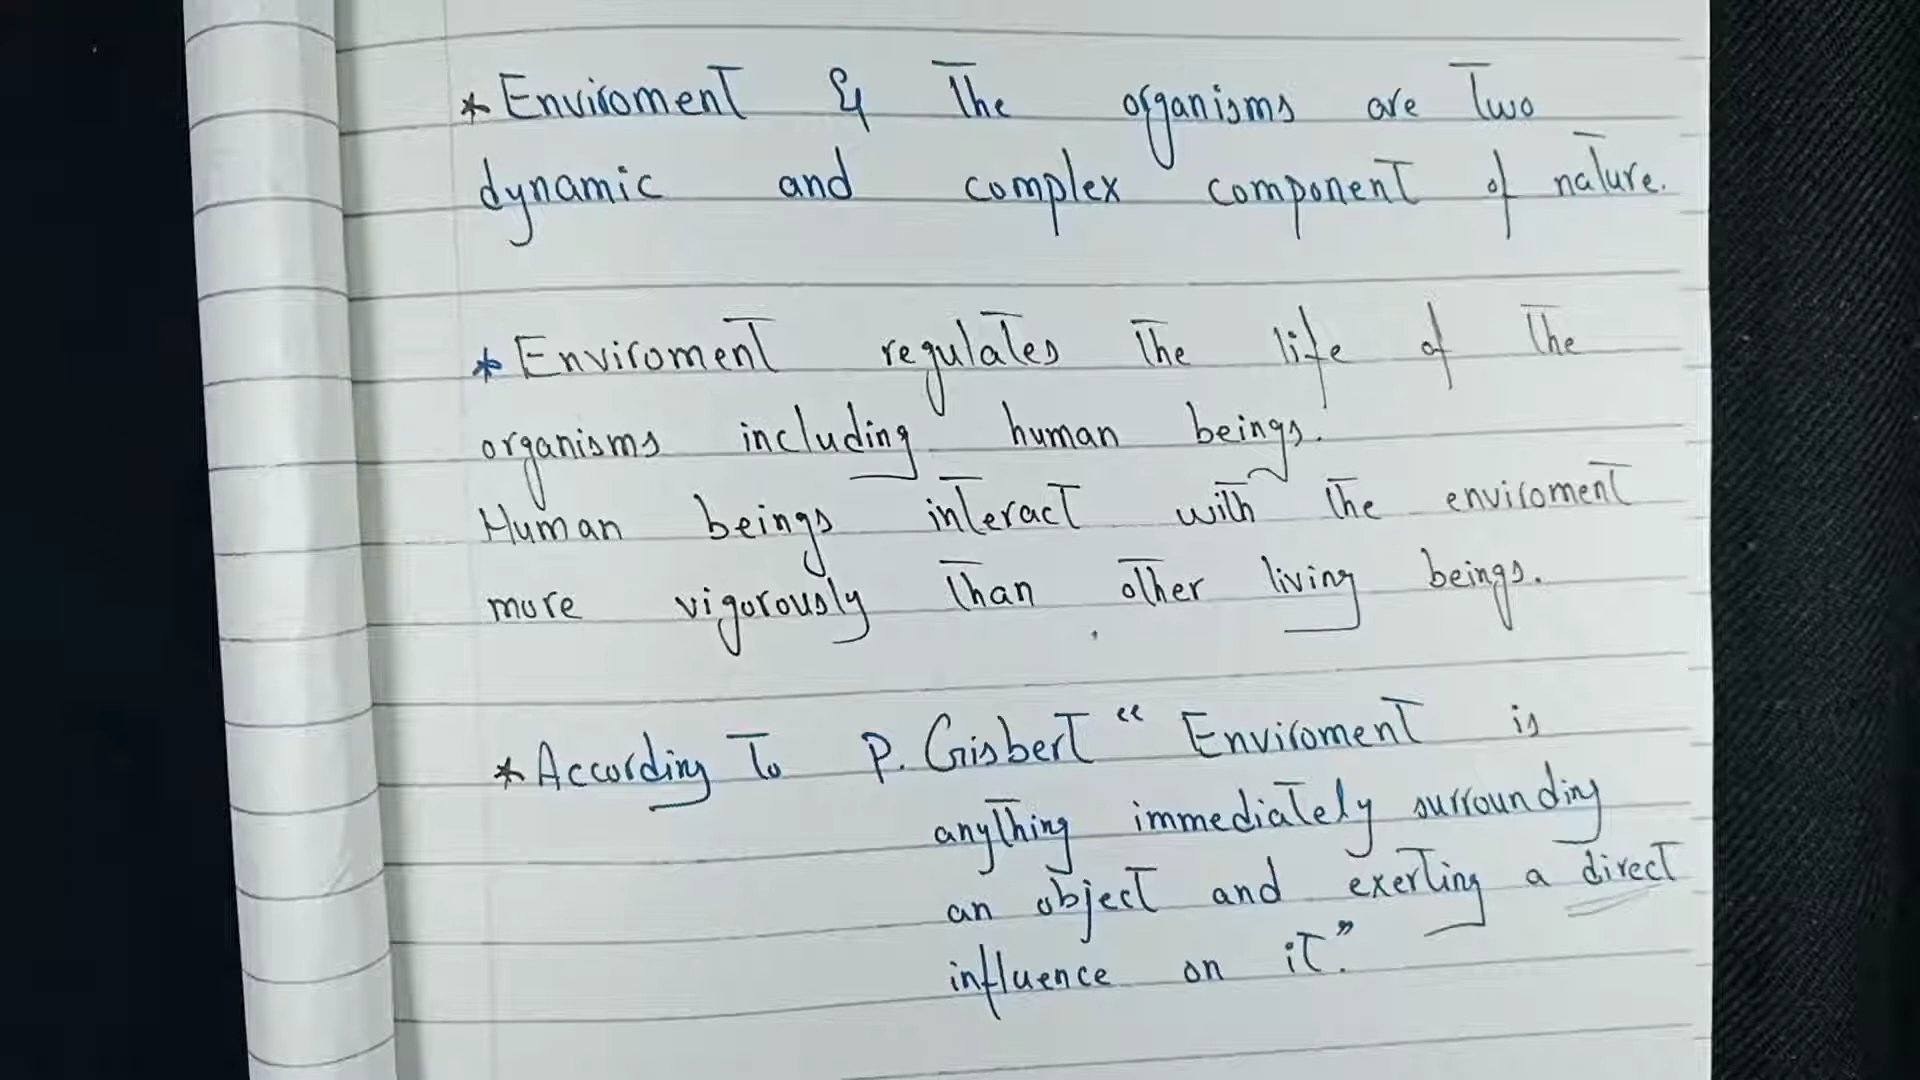 * Enviroment & the organisms are two
dynamic and complex component of nature.
* Enviroment regulates the life of the
organisms including human beings.
Human beings interact with the enviroment
more vigorously than other living beings.
* According to P. Gisbert “ Enviroment is
anything immediately surrounding
an object and exerting a direct
influence on it.”